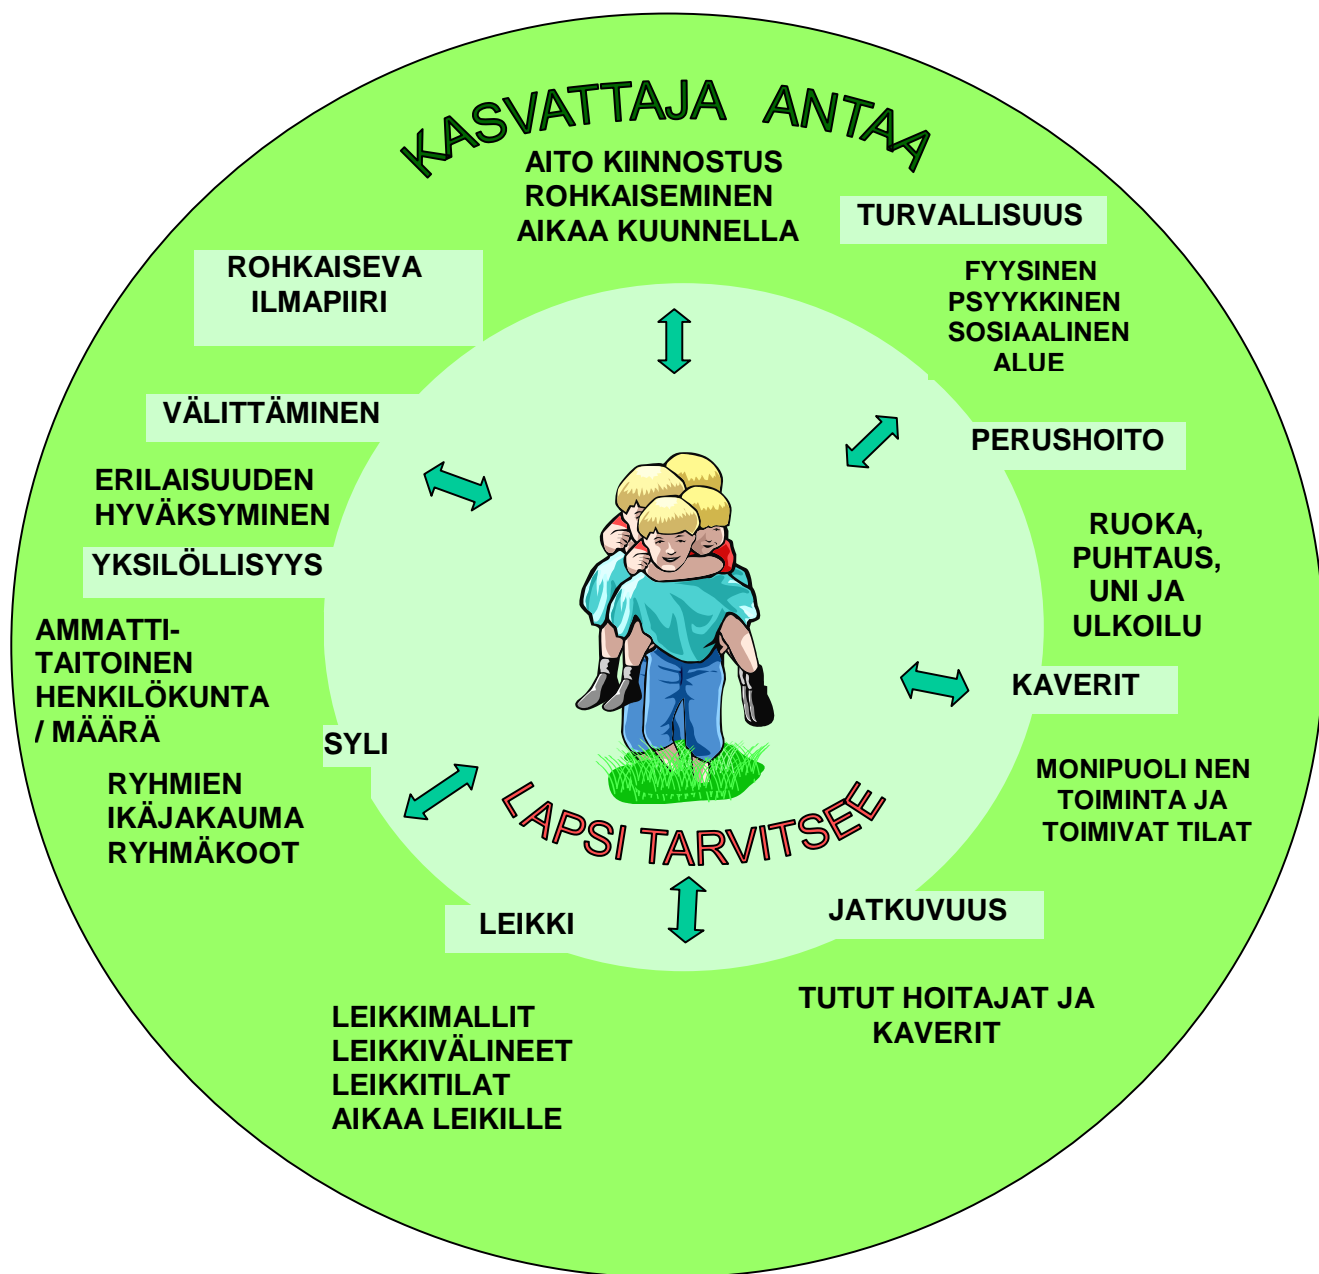 KASVATTAJA ANTAA
AITO KIINNOSTUS
ROHKAISEMINEN
AIKAA KUUNNELLA
TURVALLISUUS
FYYSINEN
PSYYKKINEN
SOSIAALINEN
ALUE
ROHKAISEVA
ILMAPIIRI
VÄLITTÄMINEN
PERUSHOITO
ERILAISUUDEN
HYVÄKSYMINEN
YKSILÖLLISYYS
RUOKA,
PUHTAUS,
UNI JA
ULKOILU
AMMATTI-
TAITOINEN
HENKILÖKUNTA
/ MÄÄRÄ
KAVERIT
SYLI
RYHMIEN
IKÄJAKAUMA
RYHMÄKOOT
MONIPUOLI NEN
TOIMINTA JA
TOIMIVAT TILAT
LAPSI TARVITSEE
LEIKKI
JATKUVUUS
LEIKKIMALLIT
LEIKKIVÄLINEET
LEIKKITILAT
AIKAA LEIKILLE
TUTUT HOITAJAT JA
KAVERIT